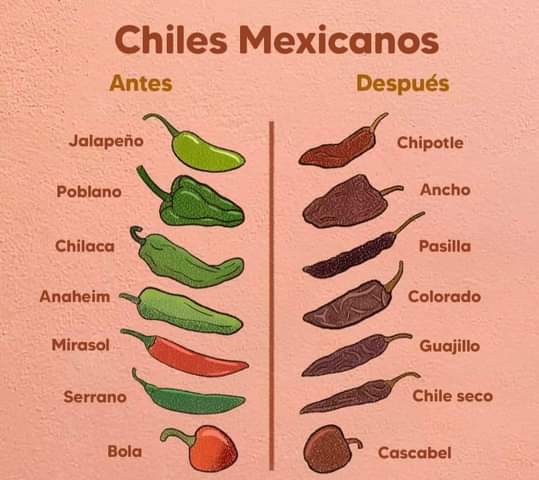 Chiles Mexicanos
Antes Después
Jalapeño Chipotle
Poblano Ancho
Chilaca Pasilla
Anaheim Colorado
Mirasol Guajillo
Serrano Chile seco
Bola Cascabel